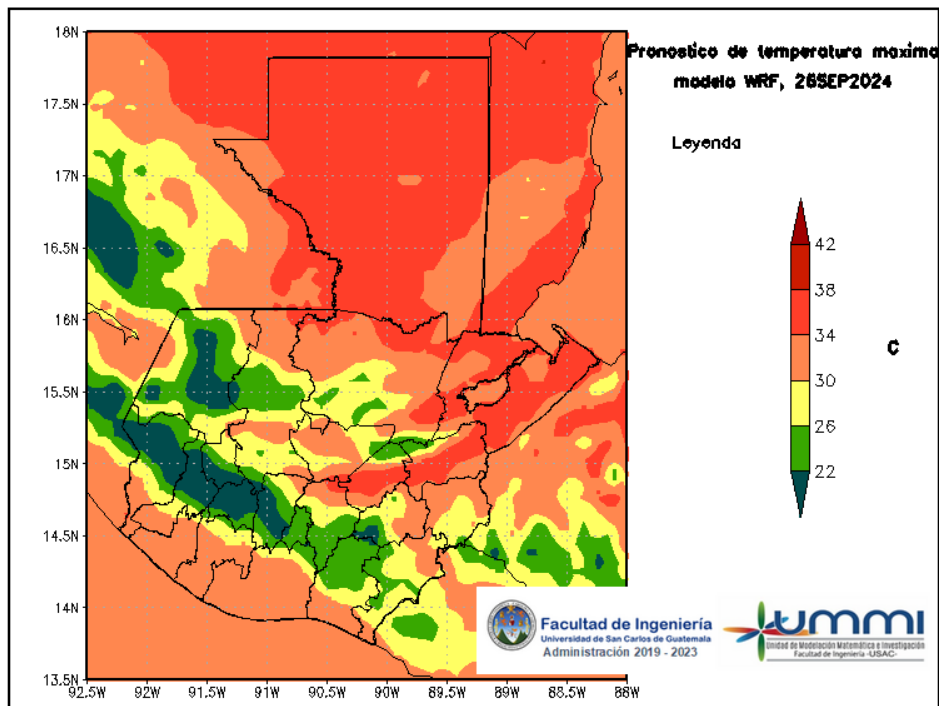 Pronostico de temperatura maxima
modelo WRF, 26SEP2024
Leyenda
42
38
34
30
26
22
C
18N
17.5N
17N
16.5N
16N
15.5N
15N
14.5N
14N
13.5N
92.5W
92W
91.5W
91W
90.5W
90W
89.5W
89W
88.5W
88W
Facultad de Ingeniería
Universidad de San Carlos de Guatemala
Administración 2019 - 2023
ummi
Unidad de Modelación Matemática e Investigación
Facultad de Ingeniería -USAC-